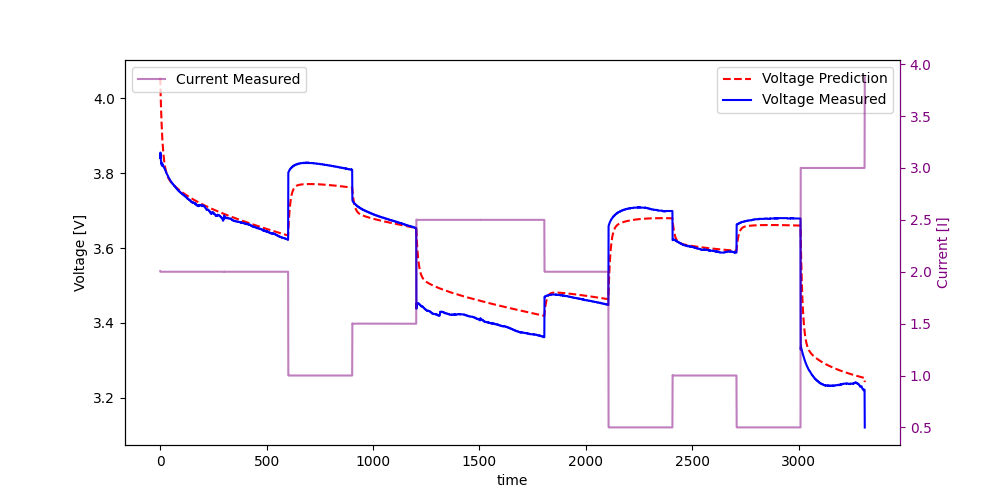 Current Measured
Voltage Prediction
Voltage Measured
Voltage [V]
4.0
3.8
3.6
3.4
3.2
4.0
3.5
3.0
2.5
2.0
1.5
1.0
0.5
Current [I]
0 500 1000 1500 2000 2500 3000
time